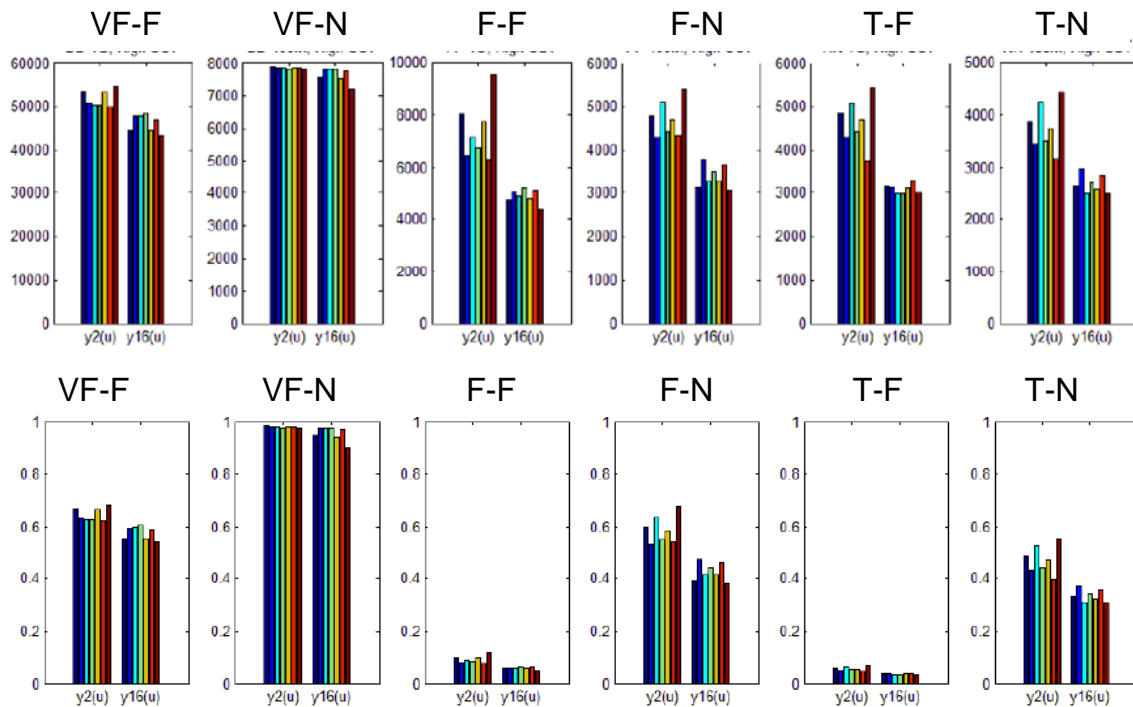 VF-F VF-N F-F F-N T-F T-N
60000 8000 10000 6000 6000 5000
50000 7000 8000 5000 5000 4000
40000 6000 6000 4000 4000 3000
30000 5000 4000 3000 3000 2000
20000 4000 2000 2000 2000 1000
10000 3000 0 1000 1000 0
0 2000 0 0
1000
0
y2(u) y16(u) y2(u) y16(u) y2(u) y16(u) y2(u) y16(u) y2(u) y16(u) y2(u) y16(u)
VF-F VF-N F-F F-N T-F T-N
1 1 1 1 1 1
0.8 0.8 0.8 0.8 0.8 0.8
0.6 0.6 0.6 0.6 0.6 0.6
0.4 0.4 0.4 0.4 0.4 0.4
0.2 0.2 0.2 0.2 0.2 0.2
0 0 0 0 0 0
y2(u) y16(u) y2(u) y16(u) y2(u) y16(u) y2(u) y16(u) y2(u) y16(u) y2(u) y16(u)